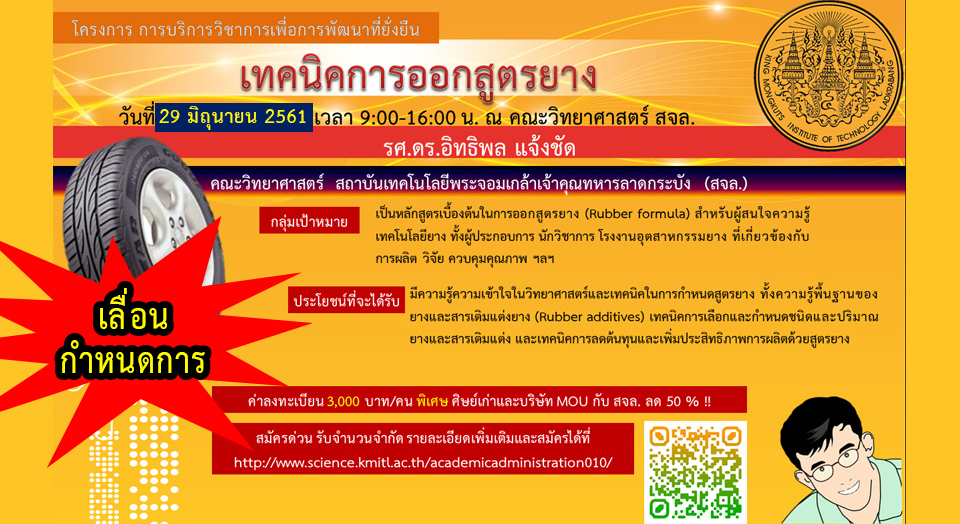 โครงการ การบริการวิชาการเพื่อการพัฒนาที่ยั่งยืน
เทคนิคการออกสูตรยาง
วันที่ 29 มิถุนายน 2561 เวลา 9:00-16:00 น. ณ คณะวิทยาศาสตร์ สจล.
รศ.ดร.อิทธิพล แจ้งชัด
คณะวิทยาศาสตร์ สถาบันเทคโนโลยีพระจอมเกล้าเจ้าคุณทหารลาดกระบัง (สจล.)
KING MONGKUT'S INSTITUTE OF TECHNOLOGY LADKRABANG
กลุ่มเป้าหมาย
เป็นหลักสูตรเบื้องต้นในการออกสูตรยาง (Rubber formula) สำหรับผู้สนใจความรู้
เทคโนโลยียาง ทั้งผู้ประกอบการ นักวิชาการ โรงงานอุตสาหกรรมยาง ที่เกี่ยวข้องกับ
การผลิต วิจัย ควบคุมคุณภาพ ฯลฯ
ประโยชน์ที่จะได้รับ
มีความรู้ความเข้าใจในวิทยาศาสตร์และเทคนิคในการกำหนดสูตรยาง ทั้งความรู้พื้นฐานของ
ยางและสารเติมแต่งยาง (Rubber additives) เทคนิคการเลือกและกำหนดชนิดและปริมาณ
ยางและสารเติมแต่ง และเทคนิคการลดต้นทุนและเพิ่มประสิทธิภาพการผลิตด้วยสูตรยาง
เลื่อน
กำหนดการ
ค่าลงทะเบียน 3,000 บาท/คน พิเศษ ศิษย์เก่าและบริษัท MOU กับ สจล. ลด 50 % !!
สมัครด่วน รับจำนวนจำกัด รายละเอียดเพิ่มเติมและสมัครได้ที่
http://www.science.kmitl.ac.th/academicadministration010/